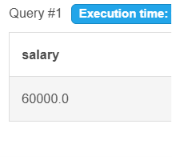 Query #1 Execution time:
salary
60000.0